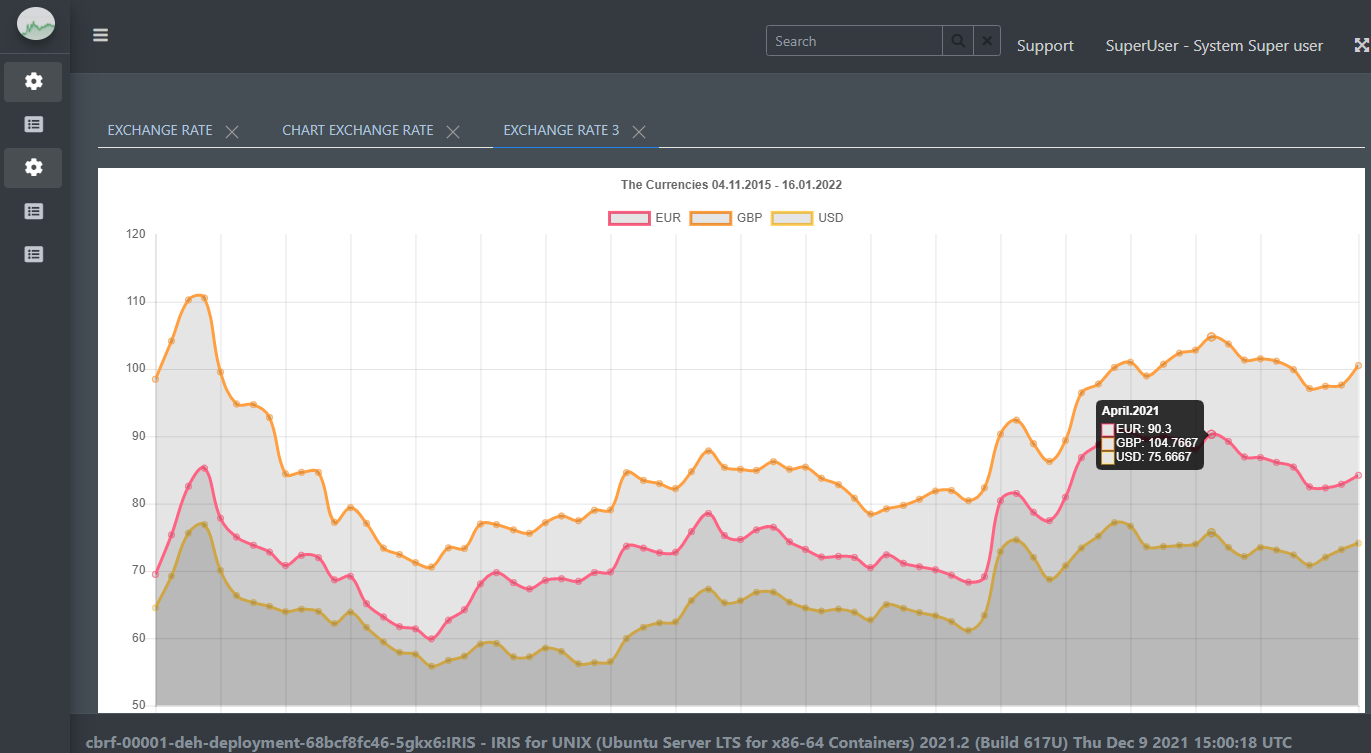 Search
Support
SuperUser - System Super user
EXCHANGE RATE
CHART EXCHANGE RATE
EXCHANGE RATE 3
The Currencies 04.11.2015 - 16.01.2022
EUR GBP USD
120
110
100
90
80
70
60
50
April.2021
EUR: 90.3
GBP: 104.7667
USD: 75.6667
cbrf-00001-deh-deployment-68bcf8fc46-5gkx6:IRIS - IRIS for UNIX (Ubuntu Server LTS for x86-64 Containers) 2021.2 (Build 617U) Thu Dec 9 2021 15:00:18 UTC